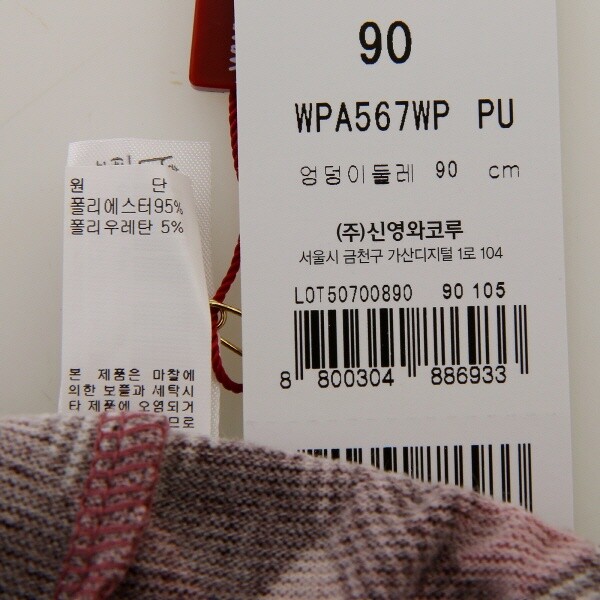 90
WPA567WP PU
엉덩이둘레 90 cm
(주)신영와코루
서울시 금천구 가산디지털 1로 104
LOT50700890 90 105
8 800304 886933
원 단
폴리에스터95%
폴리우레탄 5%
본 제품은 마찰에
의한 보풀과 세탁시
타 제품에 오염되거
므로